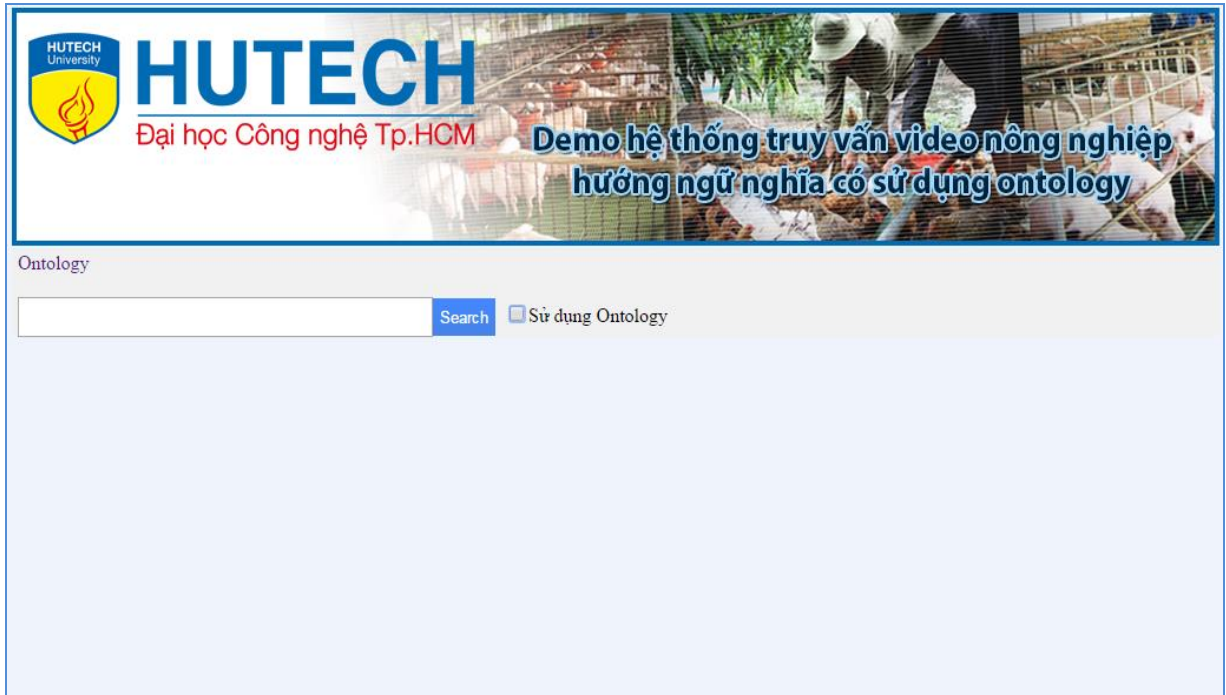 HUTECH
University
HUTECH
Đại học Công nghệ Tp.HCM
Demo hệ thống truy vấn video nông nghiệp
hướng ngữ nghĩa có sử dụng ontology
Ontology
Search
Sử dụng Ontology